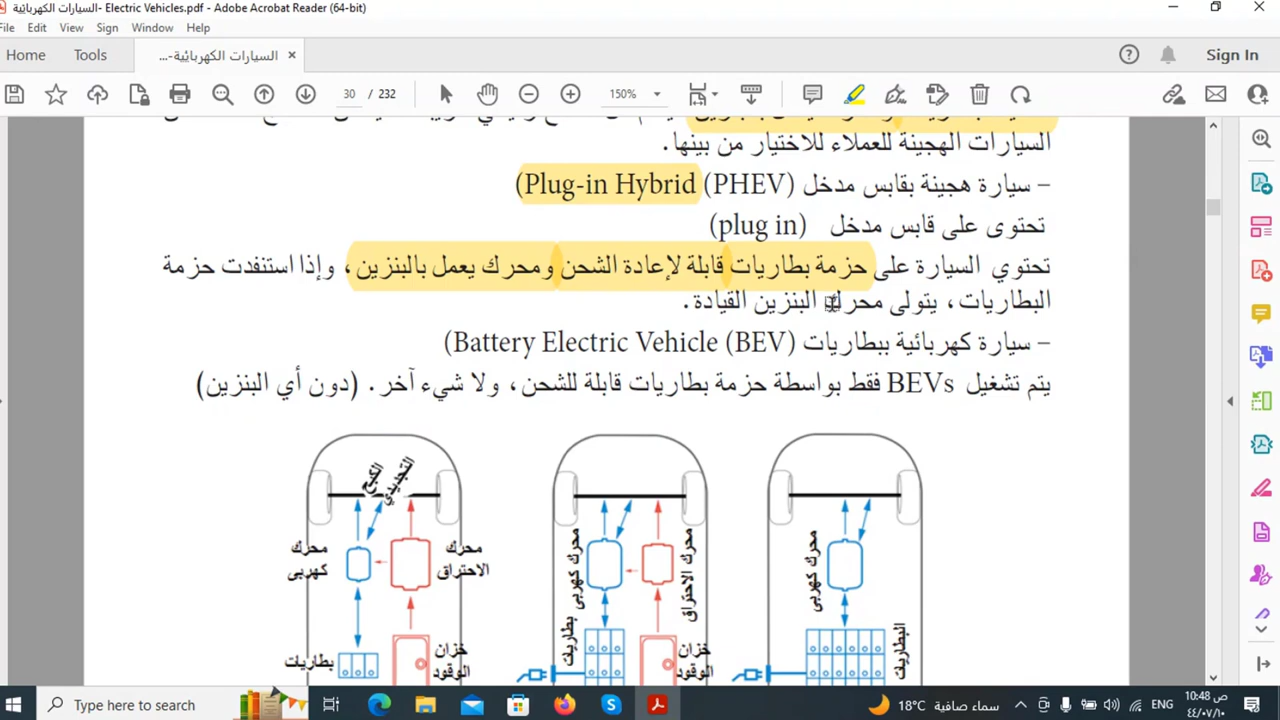 السيارات الكهربائية- Electric Vehicles.pdf - Adobe Acrobat Reader (64-bit)
File Edit View Sign Window Help
Home Tools السيارات الكهربائية-... × Sign In
30 / 232 150%
السيارات الهجينة للعملاء للاختيار من بينها.
– سيارة هجينة بقابس مدخل (Plug-in Hybrid (PHEV
تحتوى على قابس مدخل (plug in)
تحتوي السيارة على حزمة بطاريات قابلة لإعادة الشحن ومحرك يعمل بالبنزين، وإذا استنفدت حزمة
البطاريات، يتولى محرك البنزين القيادة.
– سيارة كهربائية ببطاريات (Battery Electric Vehicle (BEV
يتم تشغيل BEVs فقط بواسطة حزمة بطاريات قابلة للشحن، ولا شيء آخر. (دون أي البنزين)
الكبح
التجديدي
محرك
كهربى
محرك
الاحتراق
بطاريات
خزان
الوقود
محرك كهربى
محرك الاحتراق
بطاريات
خزان
الوقود
محرك كهربى
البطاريات
Type here to search
18°C سماء صافية
ENG
10:48 ص
٤٤/٠٧/١٠